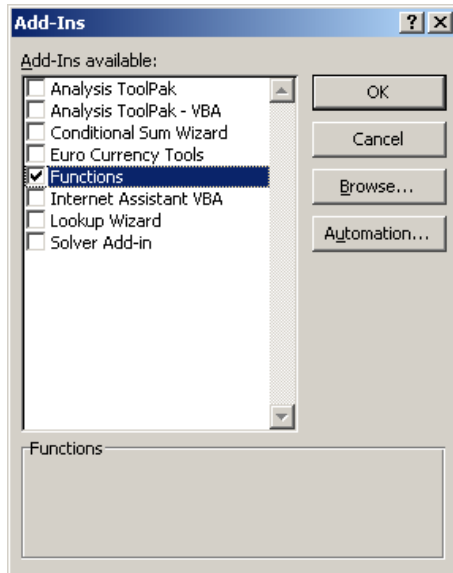 Add-Ins
Add-Ins available:
Analysis ToolPak
Analysis ToolPak - VBA
Conditional Sum Wizard
Euro Currency Tools
Functions
Internet Assistant VBA
Lookup Wizard
Solver Add-in
OK
Cancel
Browse...
Automation...
Functions